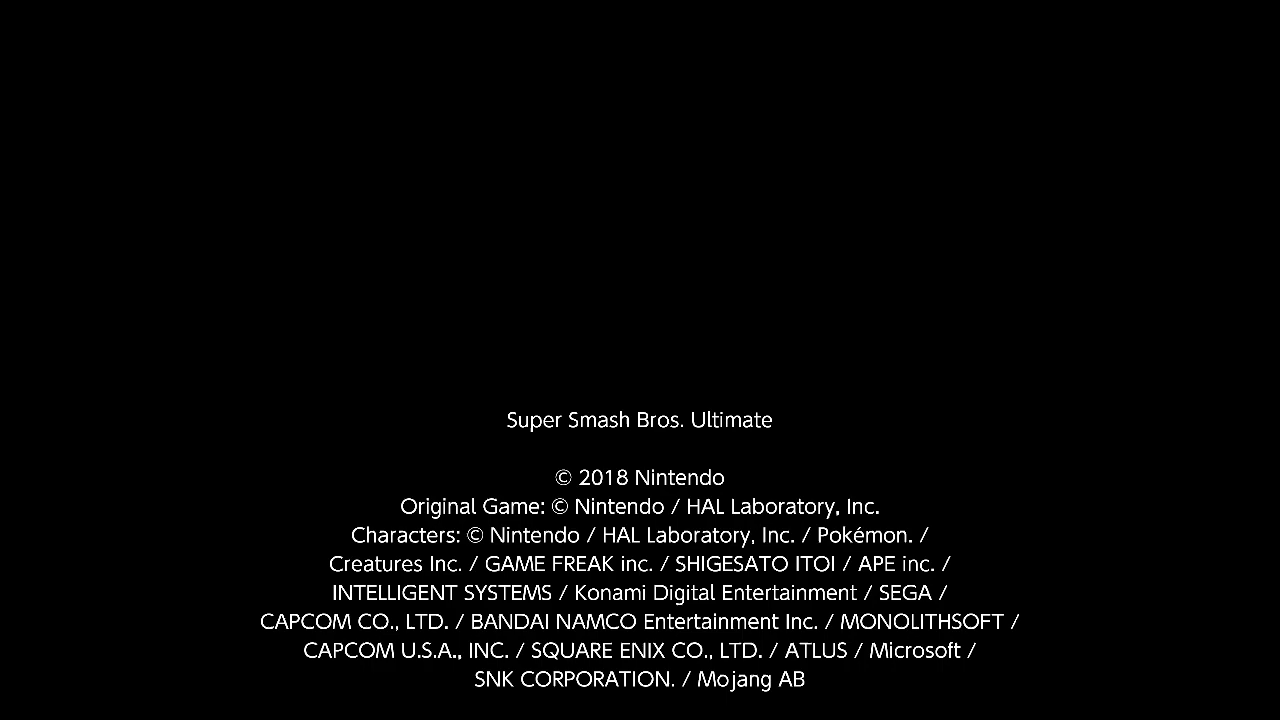 Super Smash Bros. Ultimate
© 2018 Nintendo
Original Game: © Nintendo / HAL Laboratory, Inc.
Characters: © Nintendo / HAL Laboratory, Inc. / Pokémon. /
Creatures Inc. / GAME FREAK inc. / SHIGESATO ITOI / APE inc. /
INTELLIGENT SYSTEMS / Konami Digital Entertainment / SEGA /
CAPCOM CO., LTD. / BANDAI NAMCO Entertainment Inc. / MONOLITHSOFT /
CAPCOM U.S.A., INC. / SQUARE ENIX CO., LTD. / ATLUS / Microsoft /
SNK CORPORATION. / Mojang AB